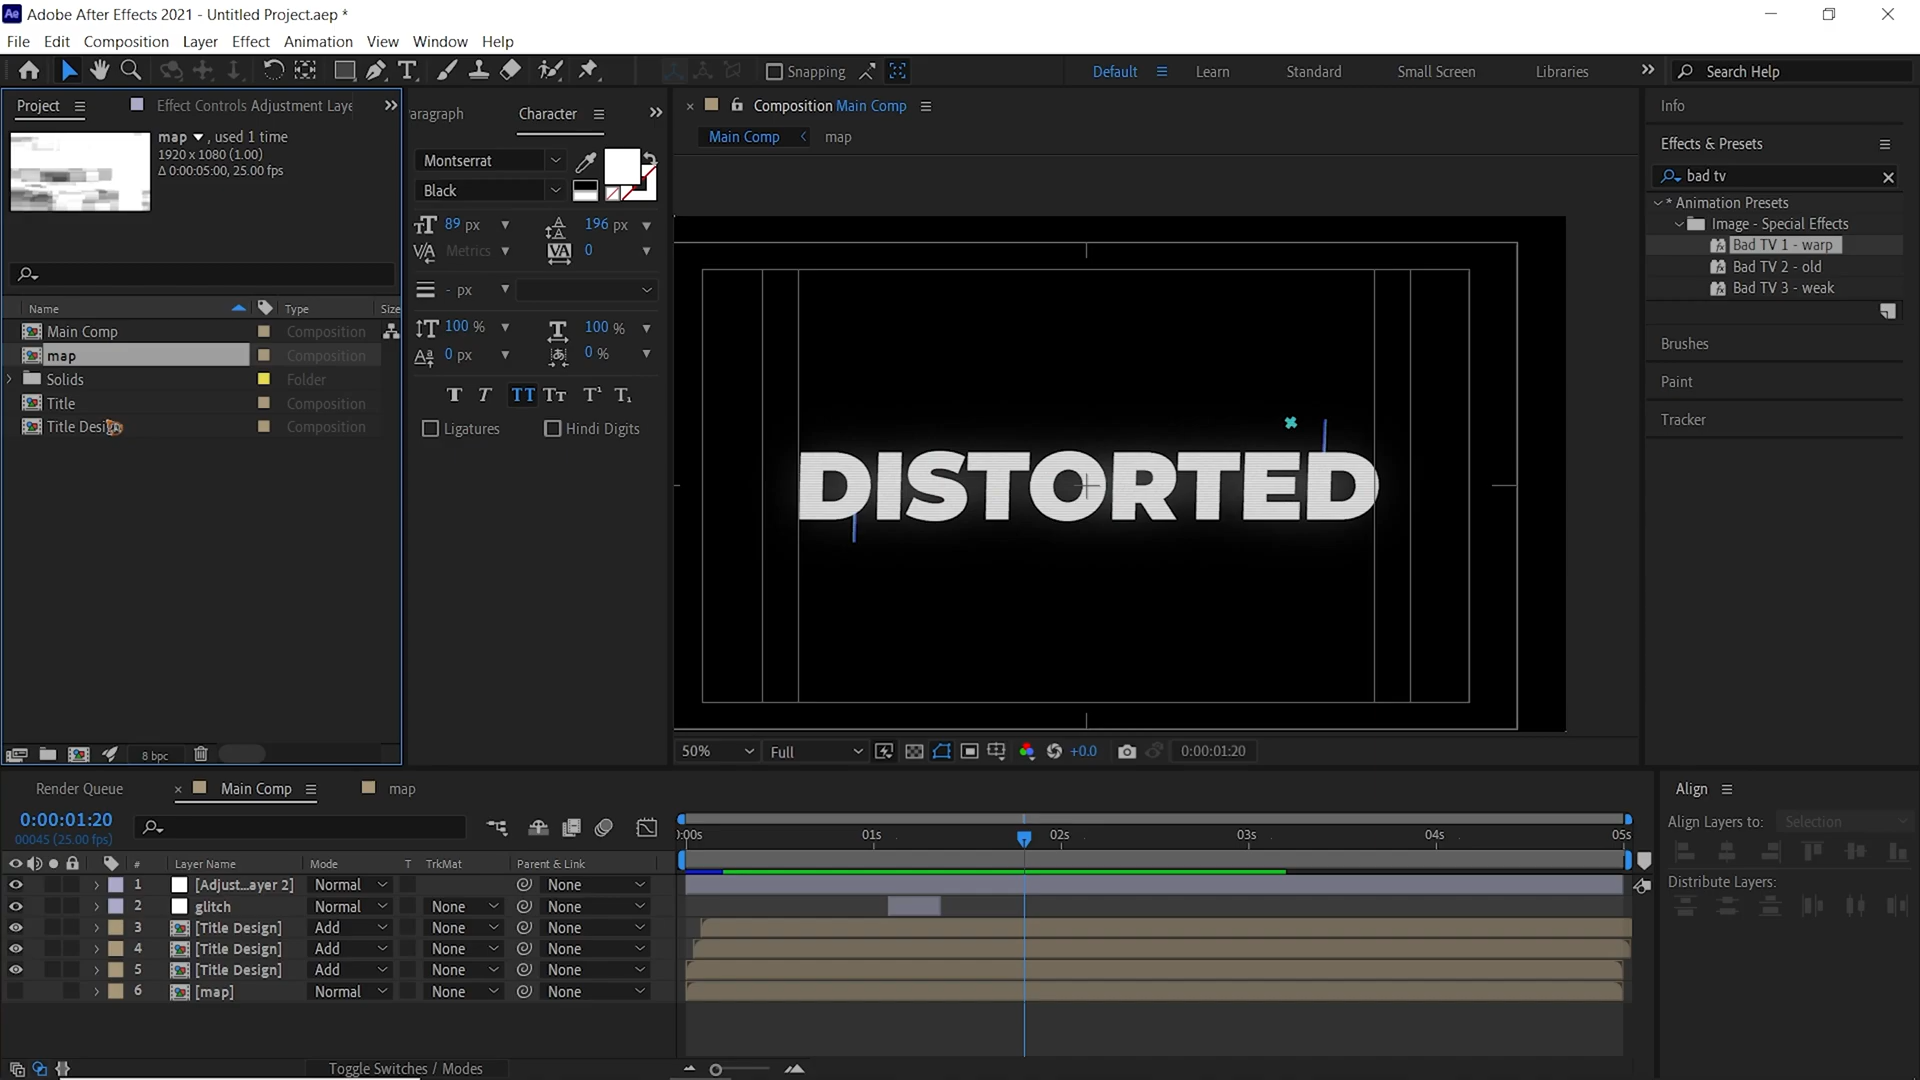 Adobe After Effects 2021 - Untitled Project.aep *
File Edit Composition Layer Effect Animation View Window Help
Snapping
Default Learn Standard Small Screen Libraries Search Help
Project Effect Controls Adjustment Laye
map , used 1 time
1920 x 1080 (1.00)
Δ 0:00:05:00, 25.00 fps
Name Type Size
Main Comp Composition
map Composition
Solids Folder
Title Composition
Title Design Composition
8 bpc
aragraph Character
Montserrat
Black
89 px 196 px
Metrics 0
- px
100 % 100 %
0 px 0 %
Ligatures Hindi Digits
Composition Main Comp
Main Comp map
DISTORTED
50% Full +0.0 0:00:01:20
Info
Effects & Presets
bad tv
* Animation Presets
Image - Special Effects
Bad TV 1 - warp
Bad TV 2 - old
Bad TV 3 - weak
Brushes
Paint
Tracker
Render Queue Main Comp map
0:00:01:20
00045 (25.00 fps)
):00s 01s 02s 03s 04s 05s
# Layer Name Mode T TrkMat Parent & Link
1 [Adjust...ayer 2] Normal None
2 glitch Normal None None
3 [Title Design] Add None None
4 [Title Design] Add None None
5 [Title Design] Add None None
6 [map] Normal None None
Toggle Switches / Modes
Align
Align Layers to: Selection
Distribute Layers: